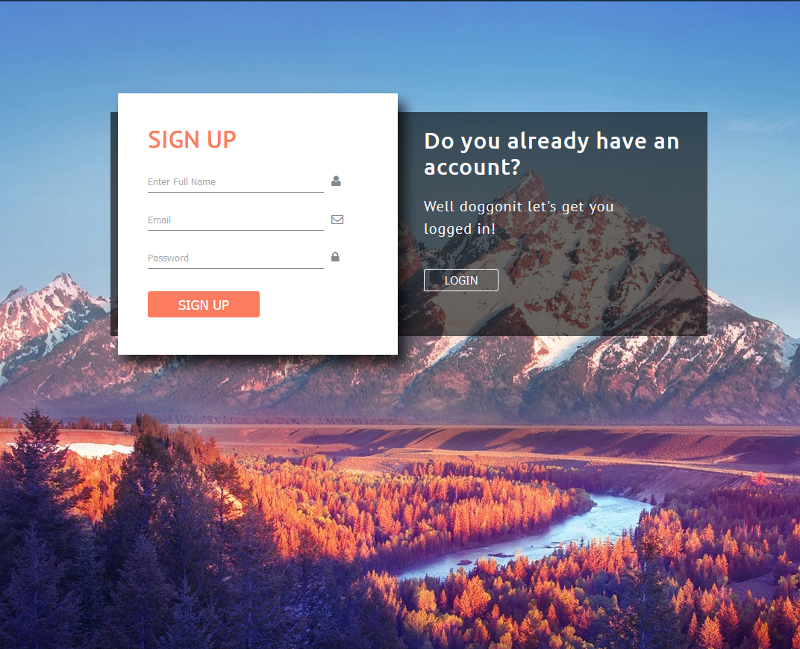 SIGN UP
Enter Full Name
Email
Password
SIGN UP
Do you already have an
account?
Well doggonit let's get you
logged in!
LOGIN